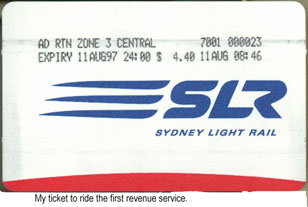 AD RTN ZONE 3 CENTRAL 7001 000023
EXPIRY 11AUG97 24:00 $ 4.40 11AUG 08:46
SLR
SYDNEY LIGHT RAIL
My ticket to ride the first revenue service.